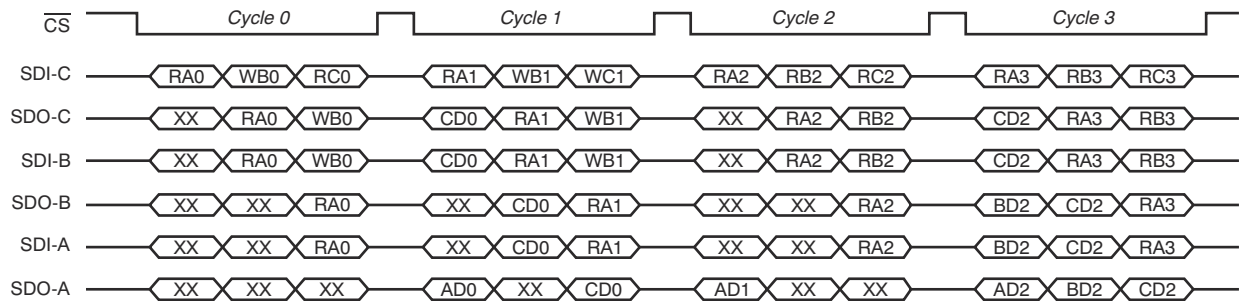 CS Cycle 0 Cycle 1 Cycle 2 Cycle 3
SDI-C RA0 WB0 RC0 RA1 WB1 WC1 RA2 RB2 RC2 RA3 RB3 RC3
SDO-C XX RA0 WB0 CD0 RA1 WB1 XX RA2 RB2 CD2 RA3 RB3
SDI-B XX RA0 WB0 CD0 RA1 WB1 XX RA2 RB2 CD2 RA3 RB3
SDO-B XX XX RA0 XX CD0 RA1 XX XX RA2 BD2 CD2 RA3
SDI-A XX XX RA0 XX CD0 RA1 XX XX RA2 BD2 CD2 RA3
SDO-A XX XX XX AD0 XX CD0 AD1 XX XX AD2 BD2 CD2